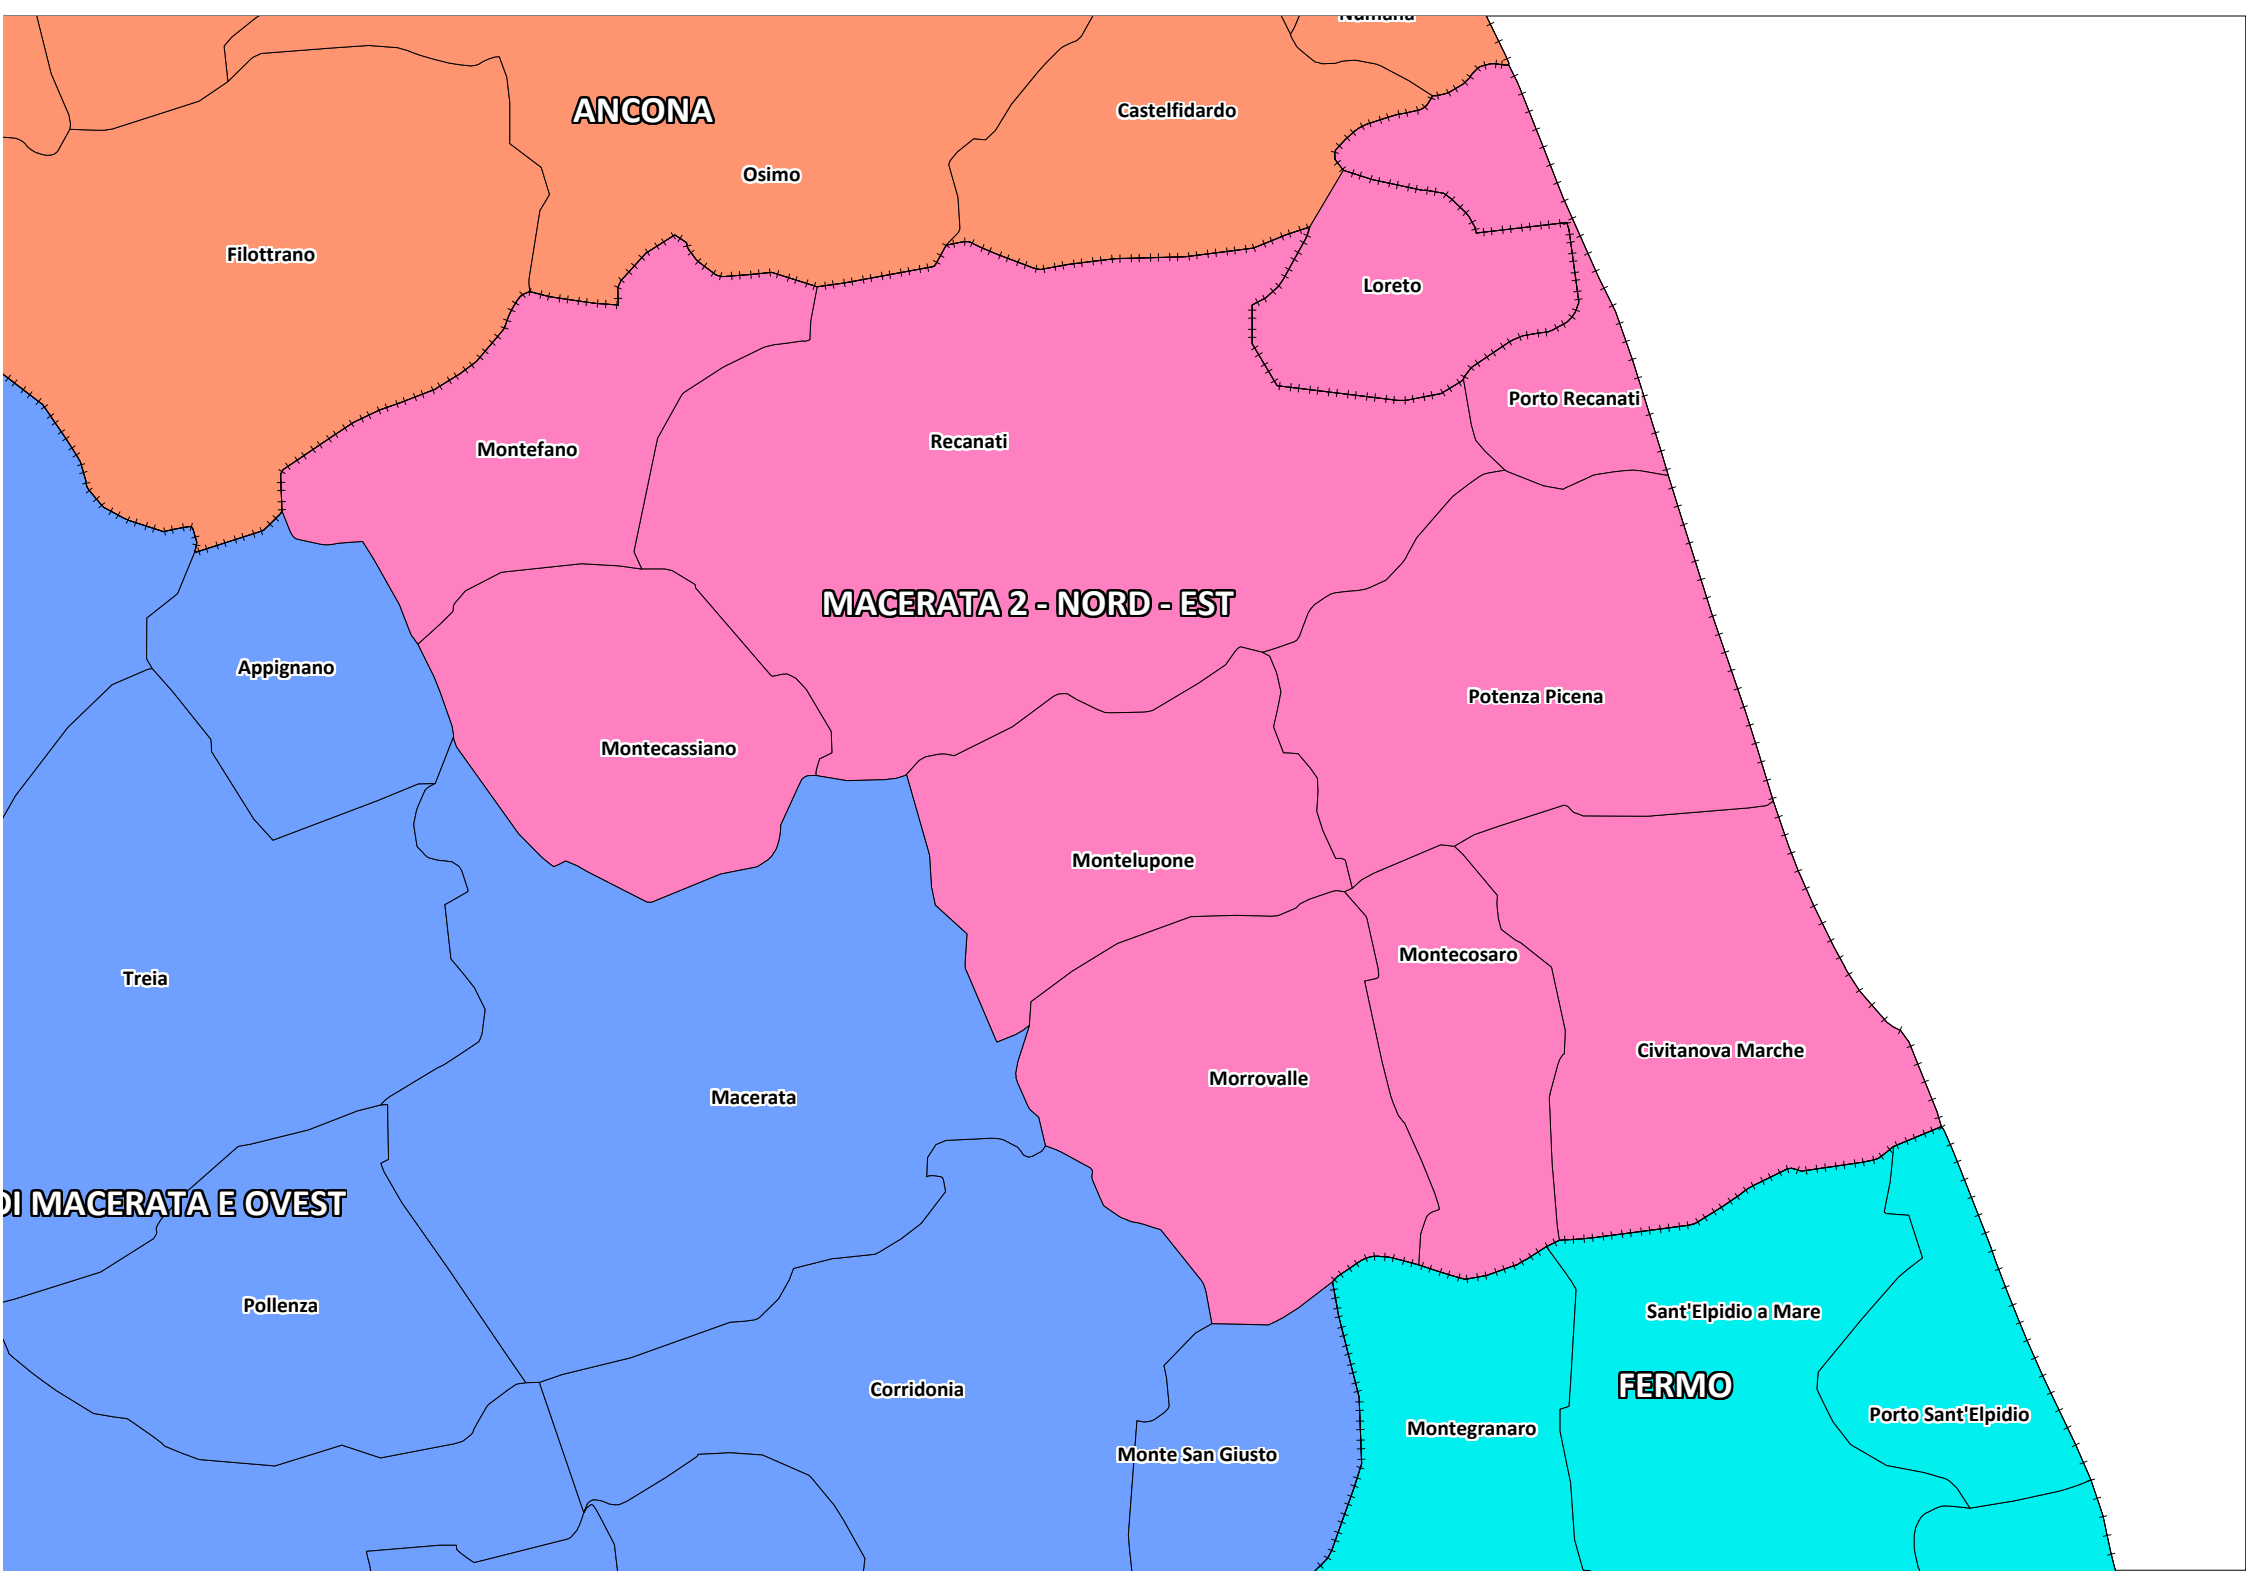 Numana
ANCONA
Castelfidardo
Osimo
Filottrano
Loreto
Porto Recanati
Recanati
Montefano
MACERATA 2 - NORD - EST
Appignano
Potenza Picena
Montecassiano
Montelupone
Montecosaro
Treia
Civitanova Marche
Morrovalle
Macerata
DI MACERATA E OVEST
Pollenza
Sant'Elpidio a Mare
FERMO
Corridonia
Porto Sant'Elpidio
Montegranaro
Monte San Giusto